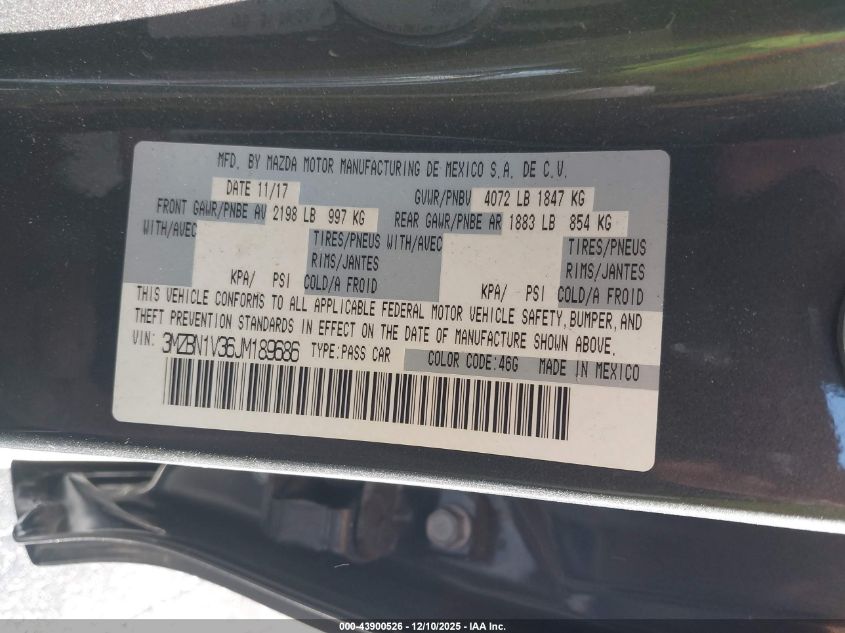 MFD. BY MAZDA MOTOR MANUFACTURING DE MEXICO S.A. DE C.V.
DATE 11/17 GVWR/PNBV 4072 LB 1847 KG
FRONT GAWR/PNBE AV 2198 LB 997 KG REAR GAWR/PNBE AR 1883 LB 854 KG
WITH/AVEC TIRES/PNEUS WITH/AVEC TIRES/PNEUS
RIMS/JANTES RIMS/JANTES
KPA/ PSI COLD/A FROID KPA/ PSI COLD/A FROID
THIS VEHICLE CONFORMS TO ALL APPLICABLE FEDERAL MOTOR VEHICLE SAFETY, BUMPER, AND
THEFT PREVENTION STANDARDS IN EFFECT ON THE DATE OF MANUFACTURE SHOWN ABOVE.
VIN: 3MZBN1V36JM189686 TYPE:PASS CAR COLOR CODE:46G MADE IN MEXICO
000-43900526 - 12/10/2025 - IAA Inc.